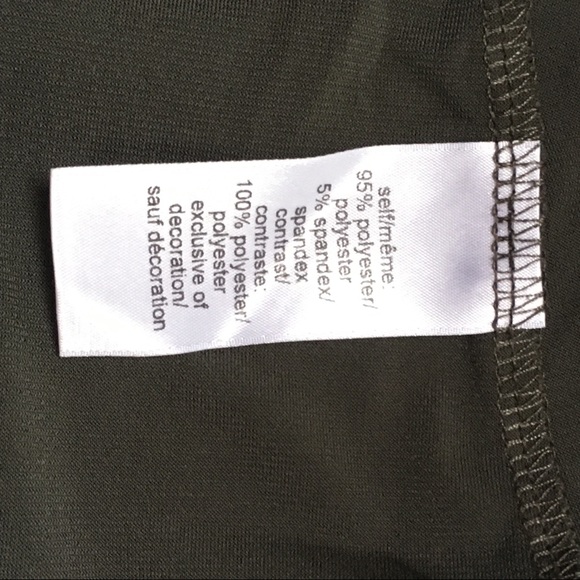 self/même:
95% polyester/
polyester
5% spandex/
spandex
contrast/
contraste:
100% polyester/
polyester
exclusive of
decoration/
sauf décoration